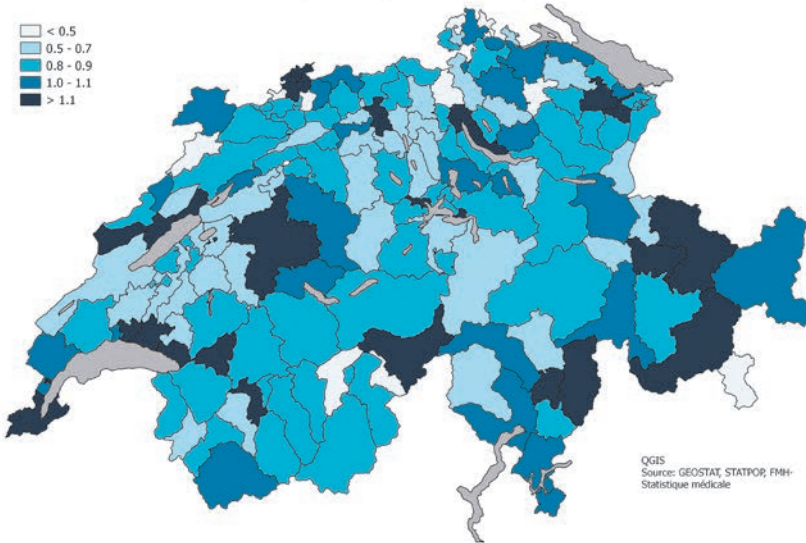 < 0.5
0.5 - 0.7
0.8 - 0.9
1.0 - 1.1
> 1.1
QGIS
Source: GEOSTAT, STATPOP, FMH-
Statistique médicale